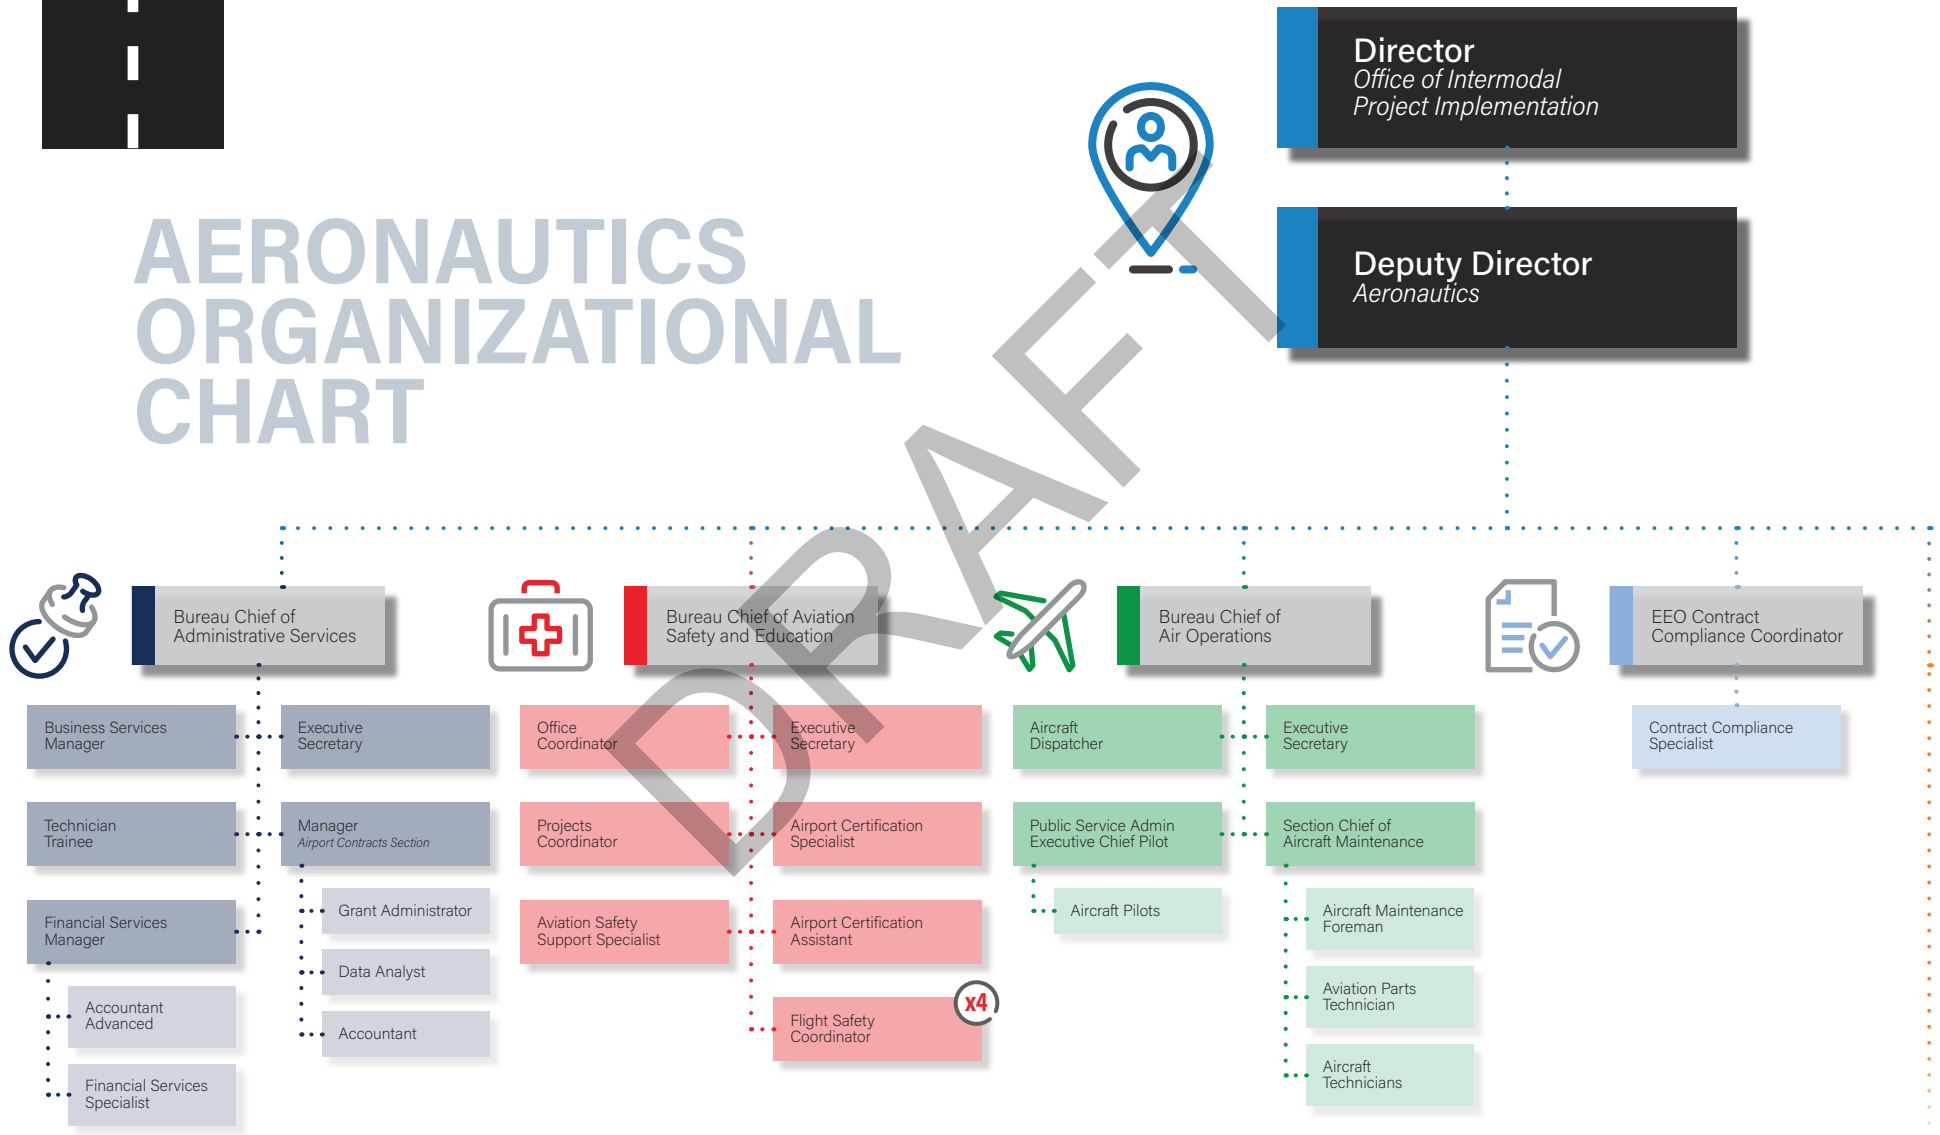 Director
Office of Intermodal
Project Implementation
Deputy Director
Aeronautics
AERONAUTICS
ORGANIZATIONAL
CHART
DRAFT
Bureau Chief of
Administrative Services
Business Services
Manager
Executive
Secretary
Technician
Trainee
Manager
Airport Contracts Section
Grant Administrator
Data Analyst
Accountant
Financial Services
Manager
Accountant
Advanced
Financial Services
Specialist
Bureau Chief of Aviation
Safety and Education
Office
Coordinator
Executive
Secretary
Projects
Coordinator
Airport Certification
Specialist
Aviation Safety
Support Specialist
Airport Certification
Assistant
x4
Flight Safety
Coordinator
Bureau Chief of
Air Operations
Aircraft
Dispatcher
Executive
Secretary
Public Service Admin
Executive Chief Pilot
Aircraft Pilots
Section Chief of
Aircraft Maintenance
Aircraft Maintenance
Foreman
Aviation Parts
Technician
Aircraft
Technicians
EEO Contract
Compliance Coordinator
Contract Compliance
Specialist